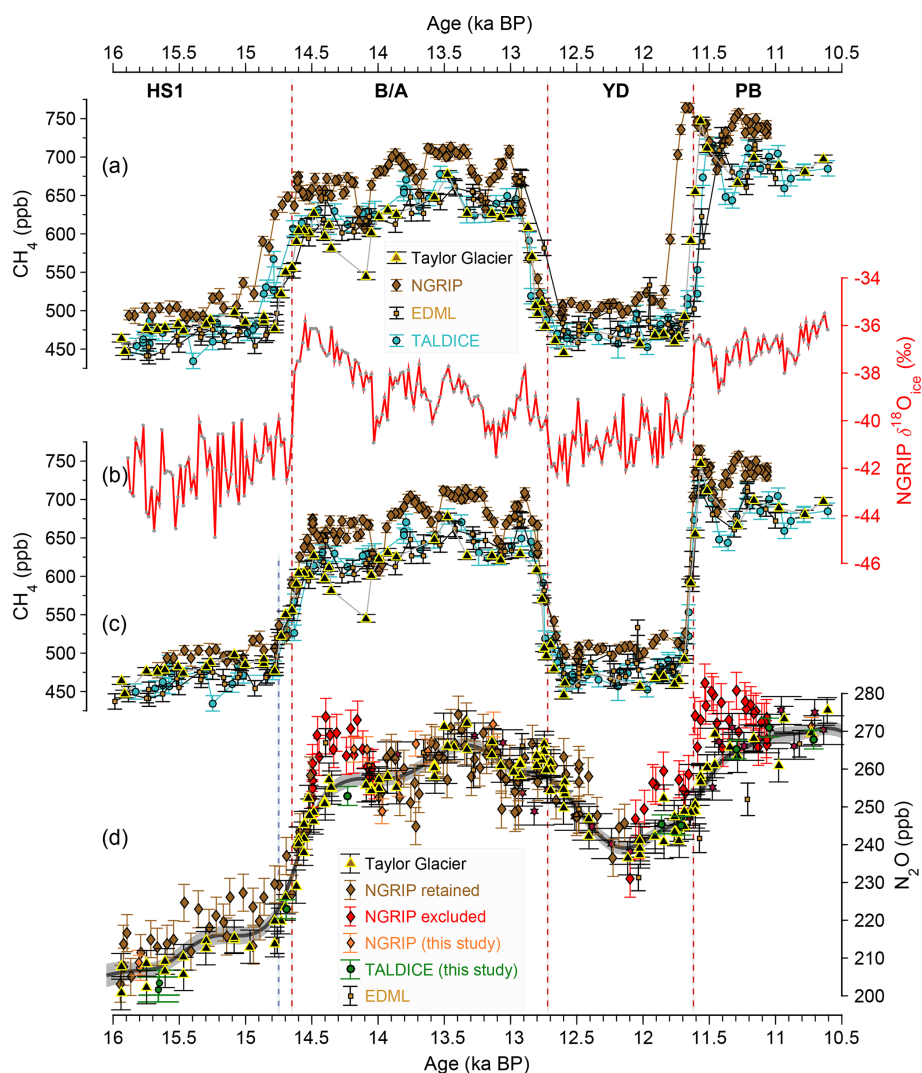 Age (ka BP)
16 15.5 15 14.5 14 13.5 13 12.5 12 11.5 11 10.5
HS1 B/A YD PB
(a)
CH4 (ppb)
750
700
650
600
550
500
450
Taylor Glacier
NGRIP
EDML
TALDICE
-34
-36
-38
-40
-42
-44
-46
NGRIP δ18Oice (‰)
(b)
CH4 (ppb)
750
700
650
600
550
500
450
(c)
280
270
260
250
240
230
220
210
200
N2O (ppb)
(d)
Taylor Glacier
NGRIP retained
NGRIP excluded
NGRIP (this study)
TALDICE (this study)
EDML
16 15.5 15 14.5 14 13.5 13 12.5 12 11.5 11 10.5
Age (ka BP)